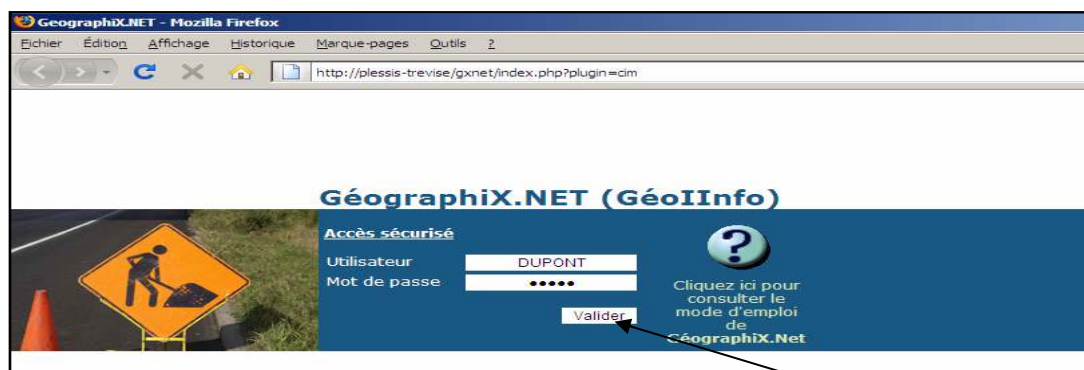 GeographiX.NET - Mozilla Firefox
Fichier Édition Affichage Historique Marque-pages Outils ?
http://plessis-trevise/gxnet/index.php?plugin=cim
GéographiX.NET (GéoIInfo)
Accès sécurisé
Utilisateur DUPONT
Mot de passe •••••
Valider
?
Cliquez ici pour
consulter le
mode d'emploi
de
GéographiX.Net